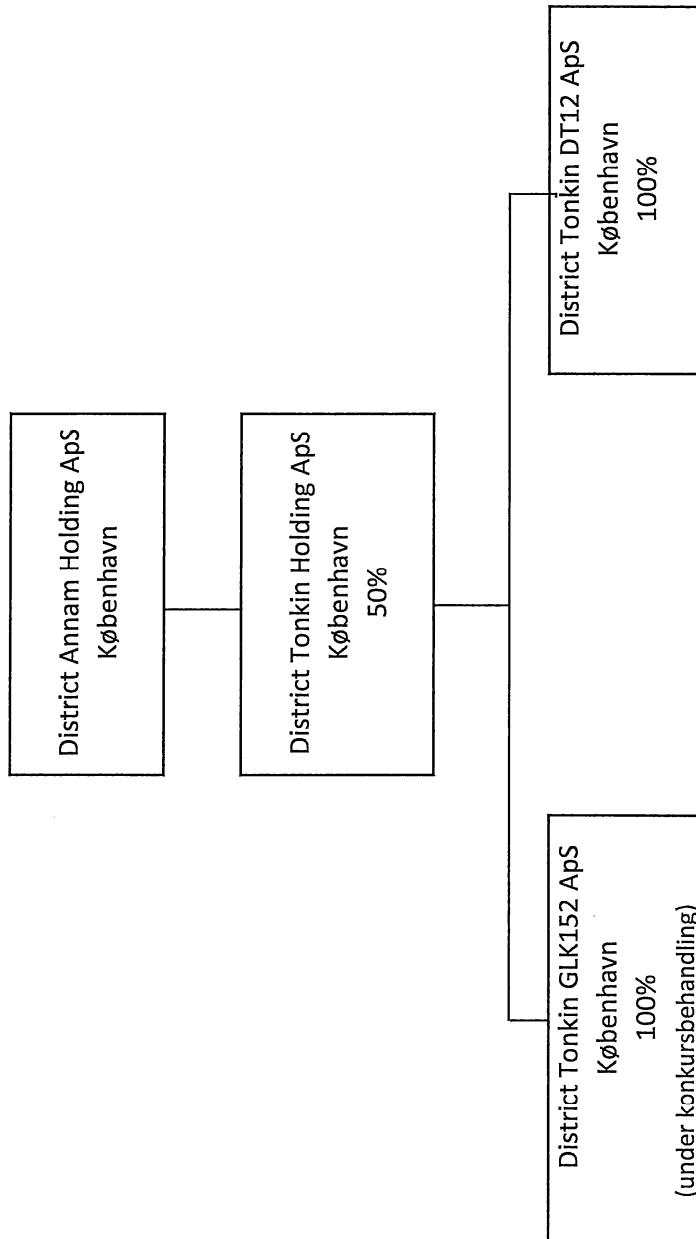 District Annam Holding ApS
København
District Tonkin Holding ApS
København
50%
District Tonkin GLK152 ApS
København
100%
(under konkursbehandling)
District Tonkin DT12 ApS
København
100%